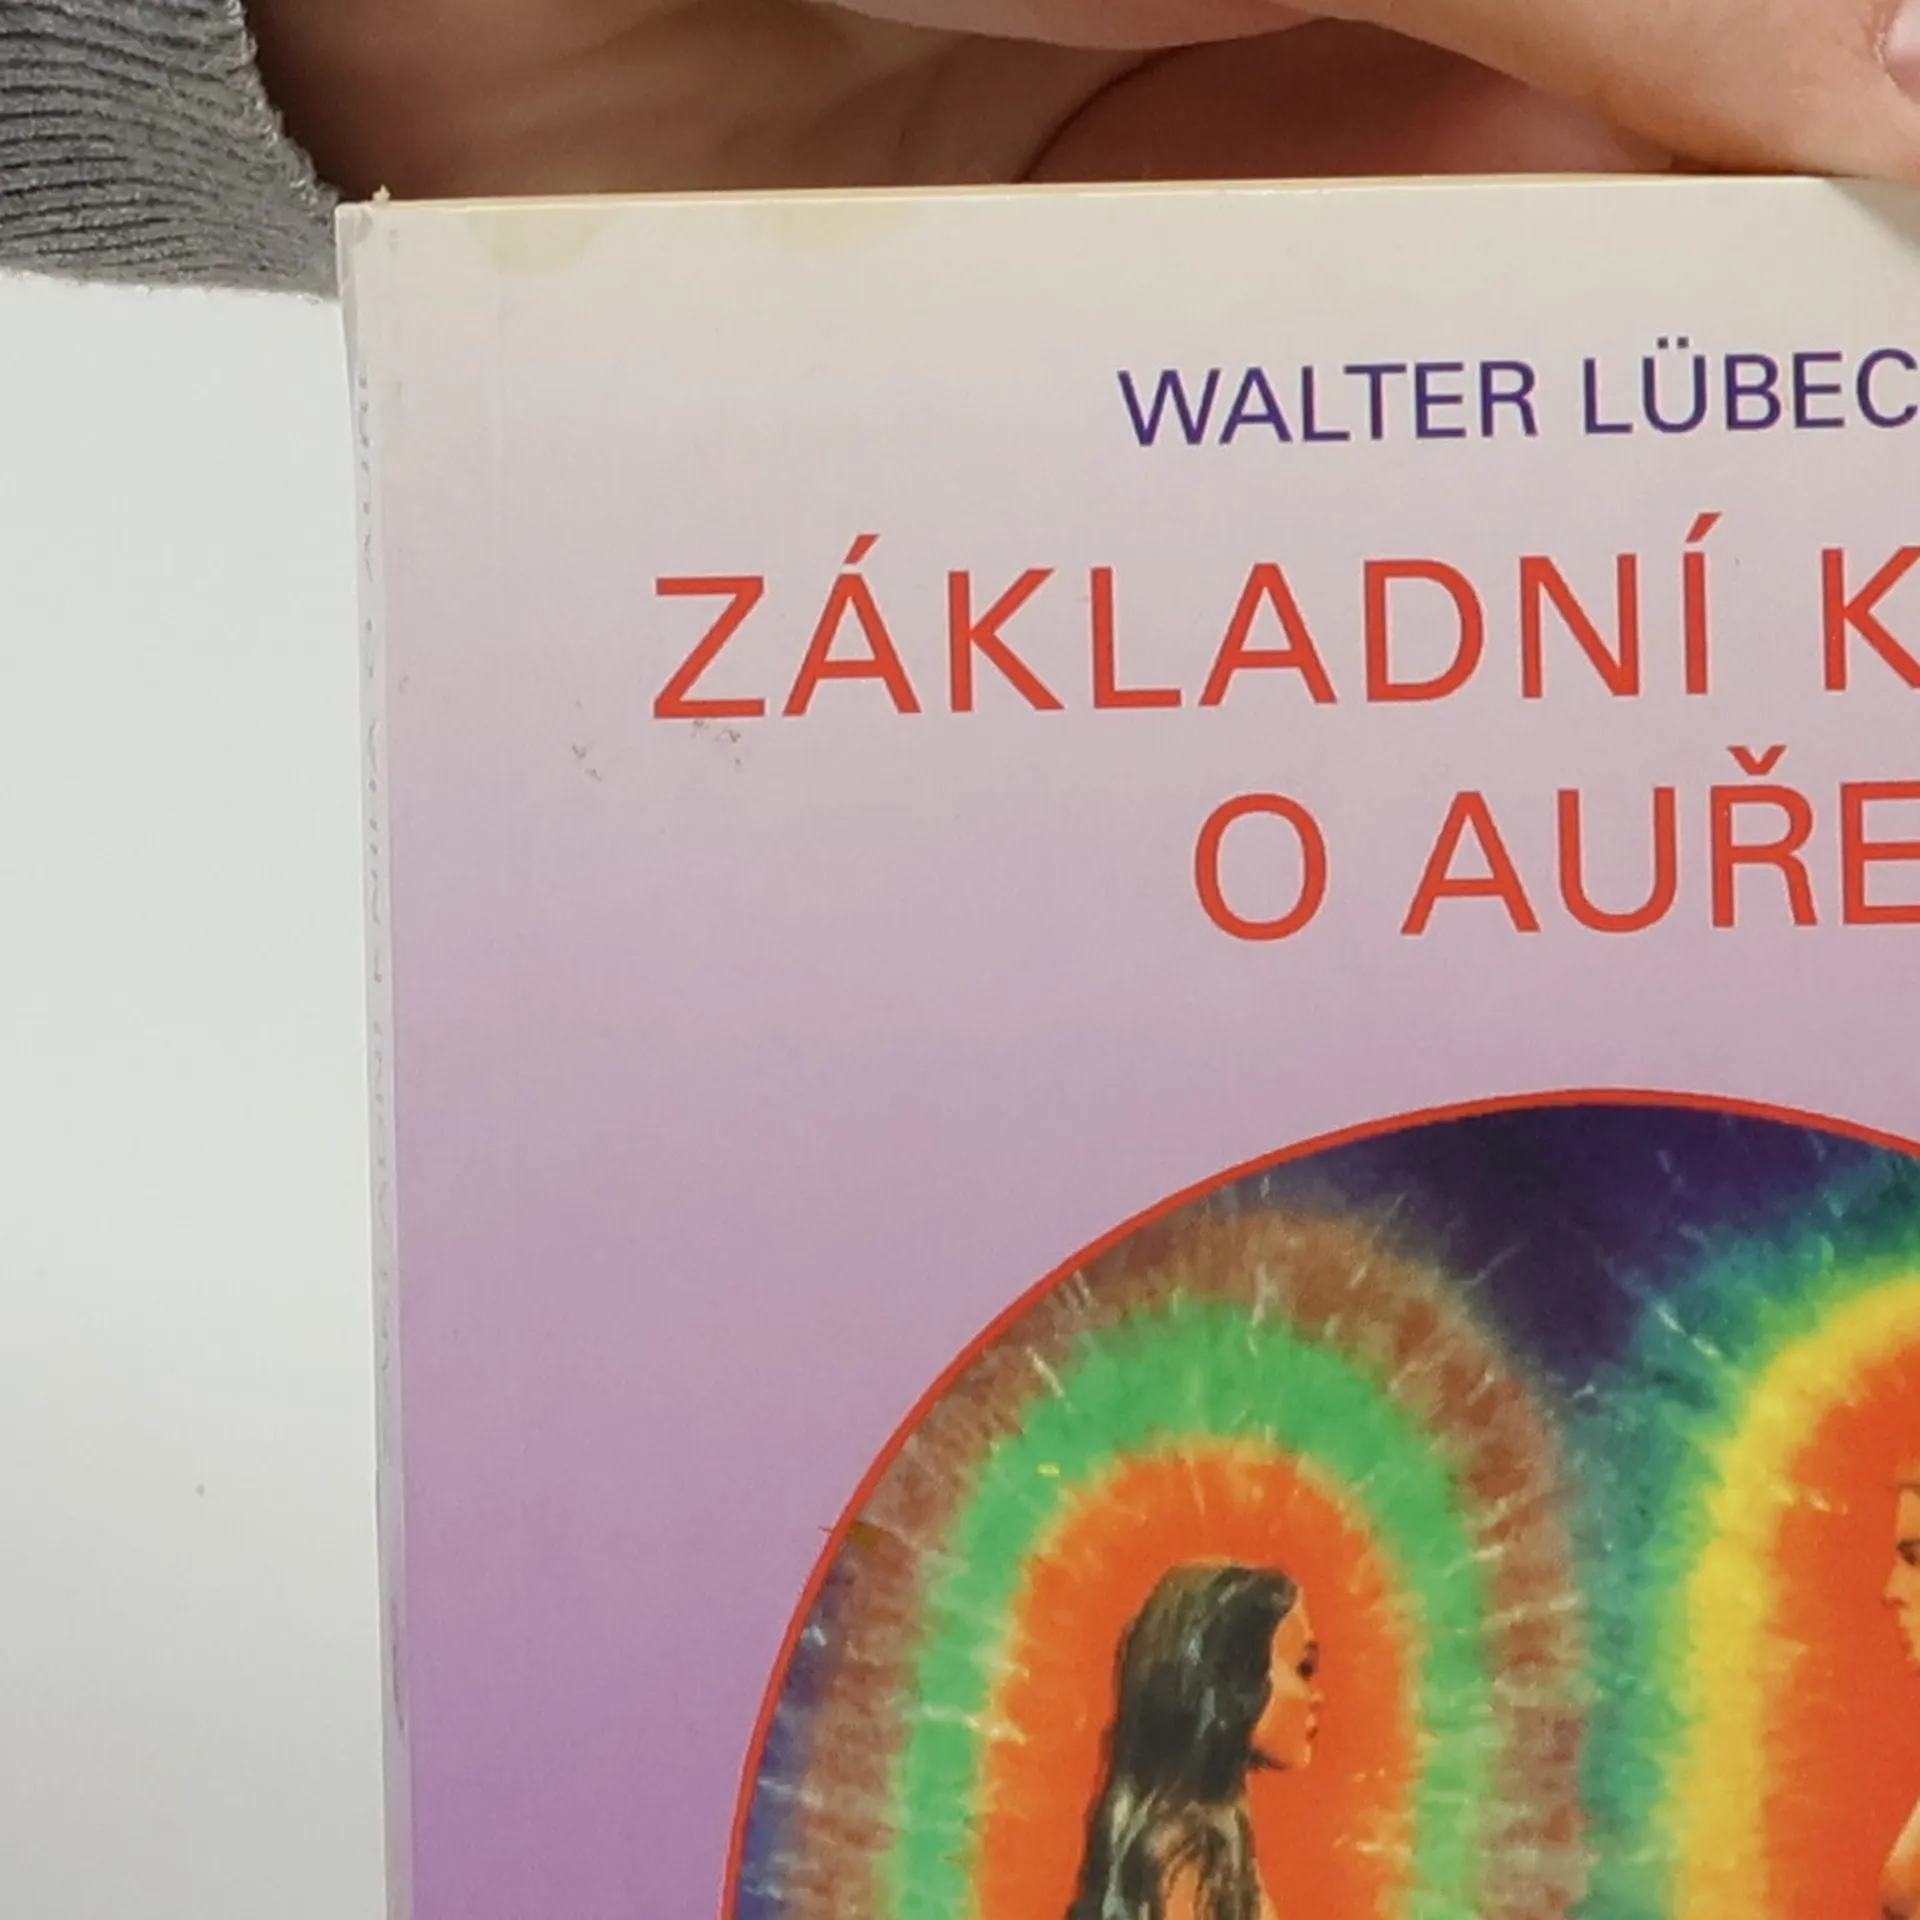 WALTER LÜBEC
ZÁKLADNÍ K
O AUŘE